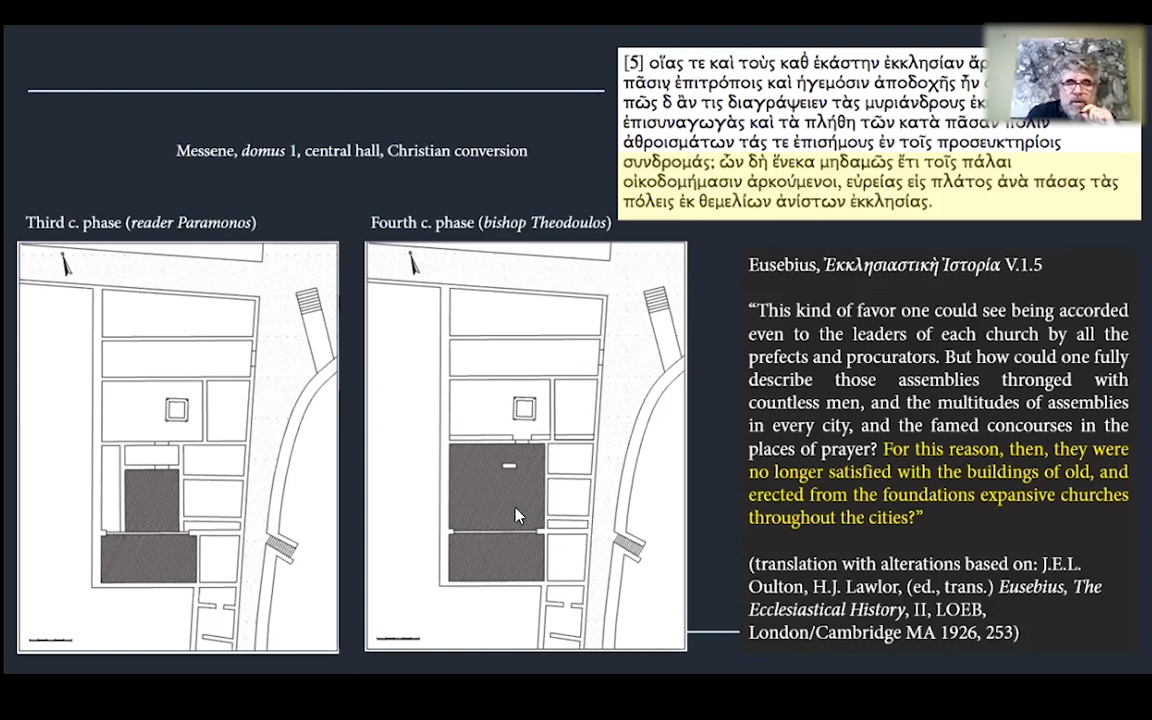 [5] οἵας τε καὶ τοὺς καθ ἑκάστην ἐκκλησίαν
πᾶσιν ἐπιτρόποις καὶ ἡγεμόσιν ἀποδοχῆς ἦν
πῶς δ ἄν τις διαγράψειεν τὰς μυριάνδρους
ἐπισυναγωγὰς καὶ τὰ πλήθη τῶν κατὰ πᾶσαν πόλιν
ἀθροισμάτων τάς τε ἐπισήμους ἐν τοῖς προσευκτηρίοις
συνδρομάς; ὧν δὴ ἕνεκα μηδαμῶς ἔτι τοῖς πάλαι
οἰκοδομήμασιν ἀρκούμενοι, εὐρείας εἰς πλάτος ἀνὰ πάσας τὰς
πόλεις ἐκ θεμελίων ἀνίστων ἐκκλησίας.
Messene, domus 1, central hall, Christian conversion
Third c. phase (reader Paramonos)
Fourth c. phase (bishop Theodoulos)
Eusebius, Ἐκκλησιαστικὴ Ἱστορία V.1.5
“This kind of favor one could see being accorded
even to the leaders of each church by all the
prefects and procurators. But how could one fully
describe those assemblies thronged with
countless men, and the multitudes of assemblies
in every city, and the famed concourses in the
places of prayer? For this reason, then, they were
no longer satisfied with the buildings of old, and
erected from the foundations expansive churches
throughout the cities?”
(translation with alterations based on: J.E.L.
Oulton, H.J. Lawlor, (ed., trans.) Eusebius, The
Ecclesiastical History, II, LOEB,
London/Cambridge MA 1926, 253)